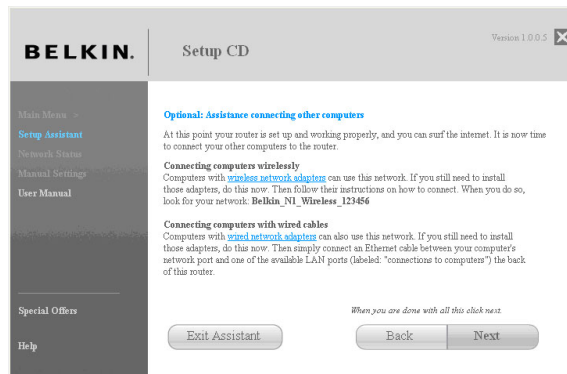 BELKIN.
Setup CD
Version 1.0.0.5
Main Menu >
Setup Assistant
Network Status
Manual Settings
User Manual
Special Offers
Help
Optional: Assistance connecting other computers
At this point your router is set up and working properly, and you can surf the internet. It is now time
to connect your other computers to the router.
Connecting computers wirelessly
Computers with wireless network adapters can use this network. If you still need to install
those adapters, do this now. Then follow their instructions on how to connect. When you do so,
look for your network: Belkin_N1_Wireless_123456
Connecting computers with wired cables
Computers with wired network adapters can also use this network. If you still need to install
those adapters, do this now. Then simply connect an Ethernet cable between your computer's
network port and one of the available LAN ports (labeled: "connections to computers") the back
of this router.
When you are done with all this click next.
Exit Assistant
Back
Next